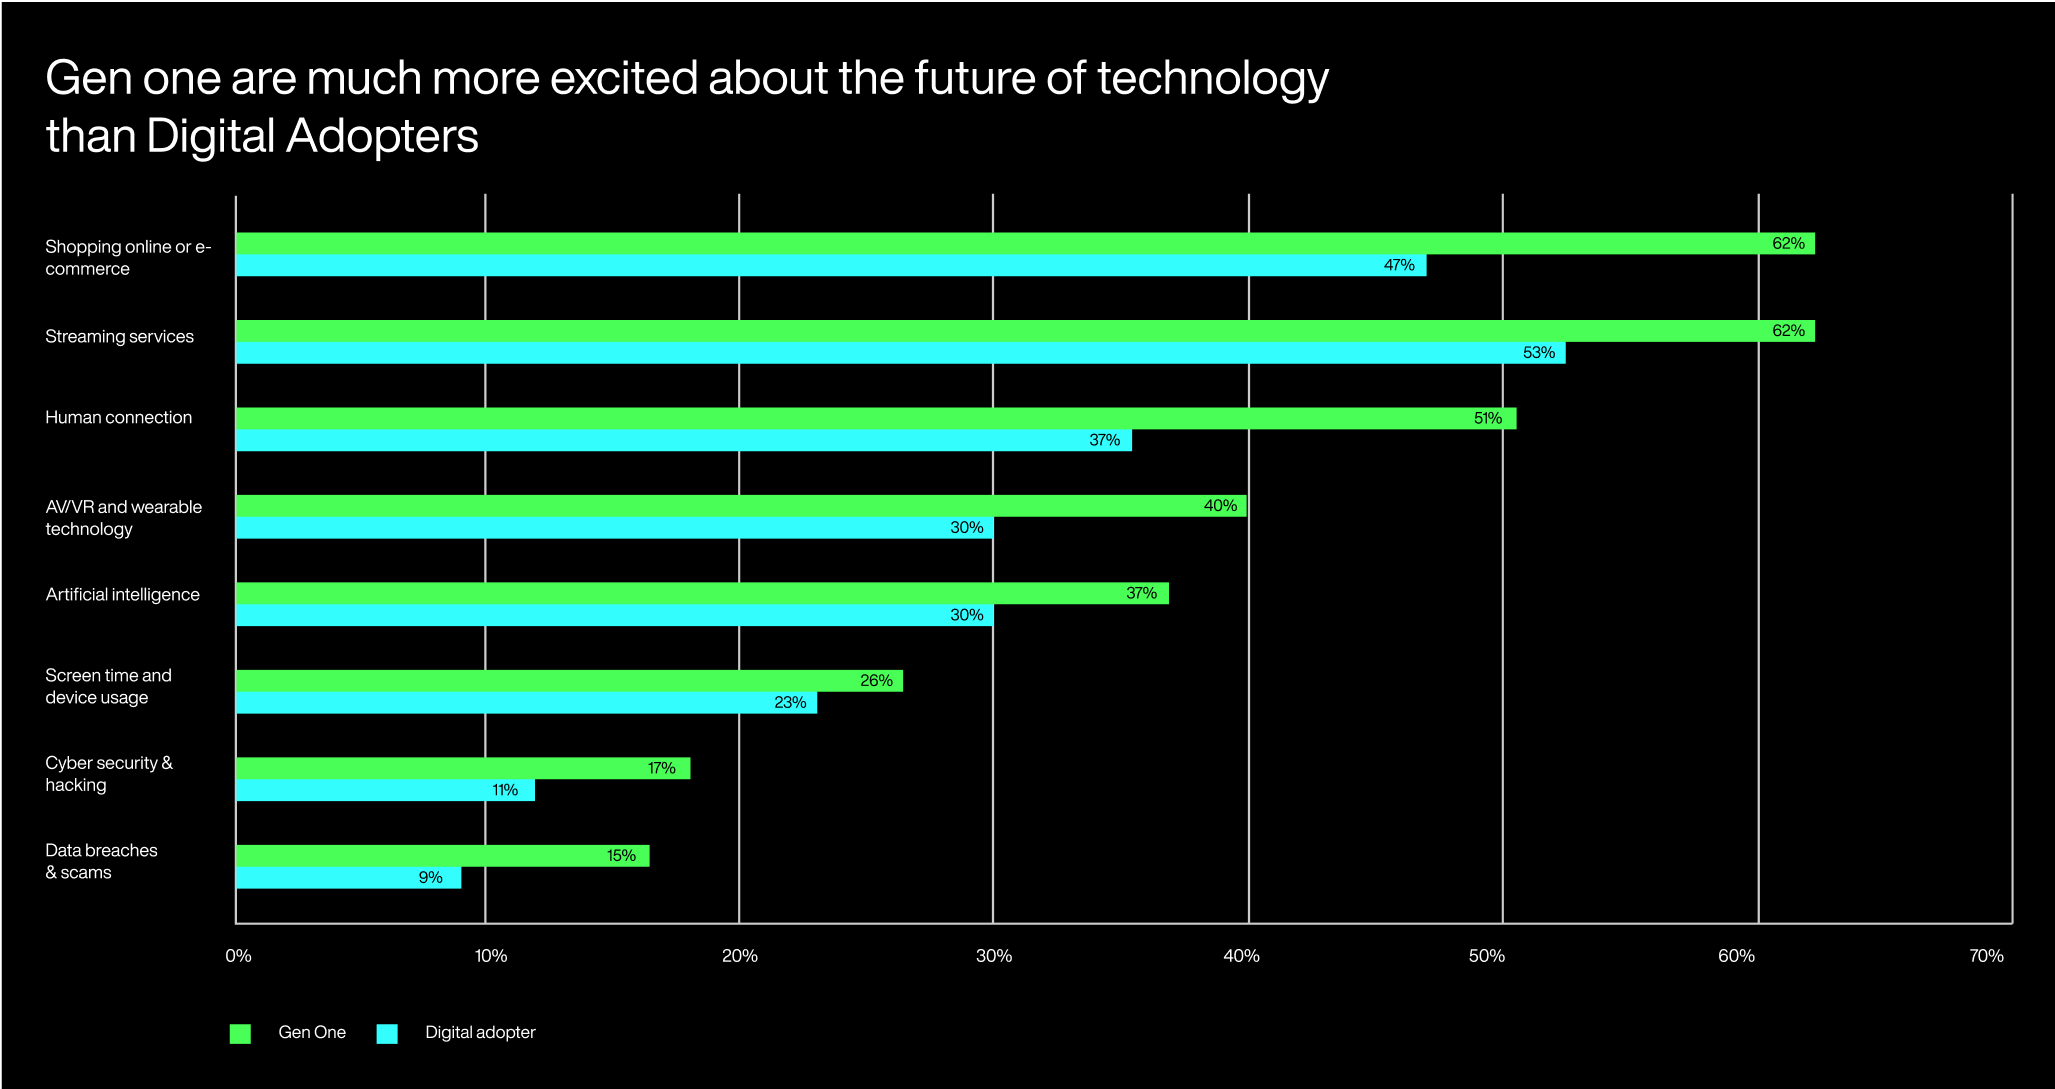 Gen one are much more excited about the future of technology
than Digital Adopters
Shopping online or e-
commerce
62%
47%
Streaming services
62%
53%
Human connection
51%
37%
AV/VR and wearable
technology
40%
30%
Artificial intelligence
37%
30%
Screen time and
device usage
26%
23%
Cyber security &
hacking
17%
11%
Data breaches
& scams
15%
9%
0% 10% 20% 30% 40% 50% 60% 70%
Gen One Digital adopter